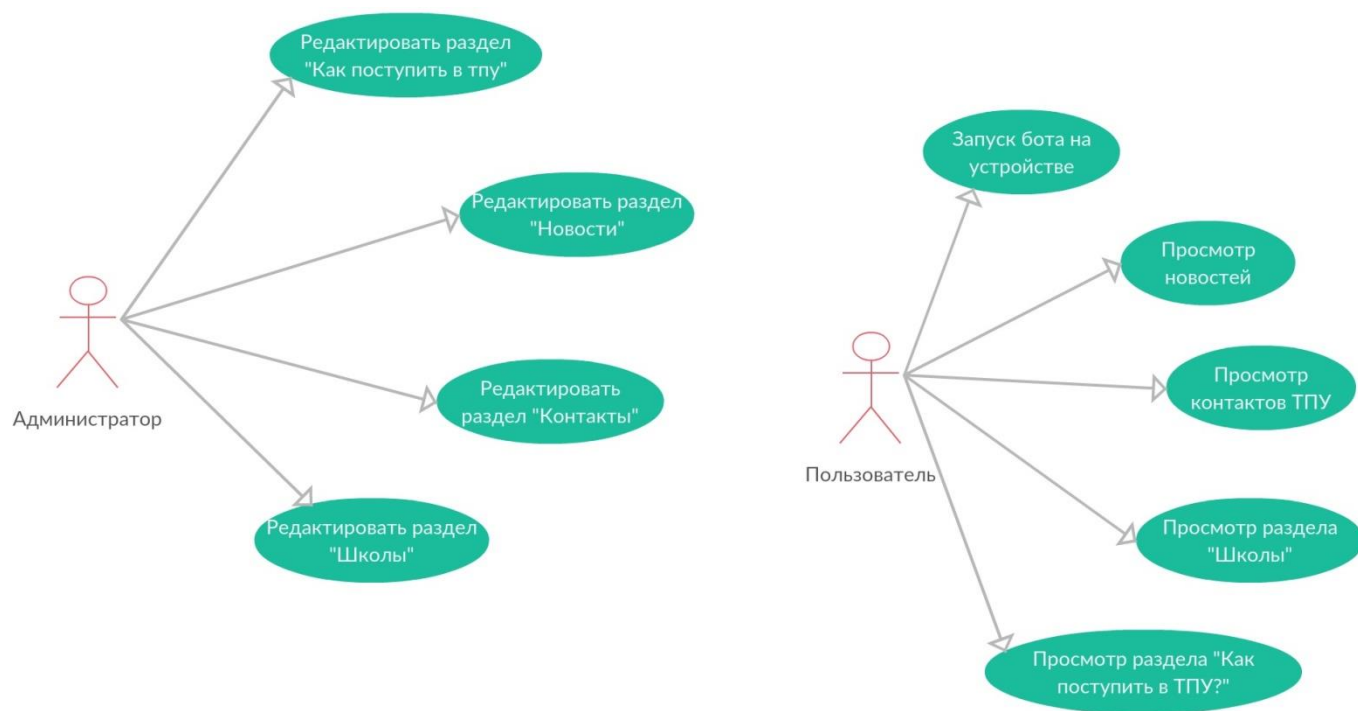 Редактировать раздел
"Как поступить в тпу"
Редактировать раздел
"Новости"
Редактировать
раздел "Контакты"
Администратор
Редактировать раздел
"Школы"
Запуск бота на
устройстве
Просмотр
новостей
Просмотр
контактов ТПУ
Пользователь
Просмотр раздела
"Школы"
Просмотр раздела "Как
поступить в ТПУ?"